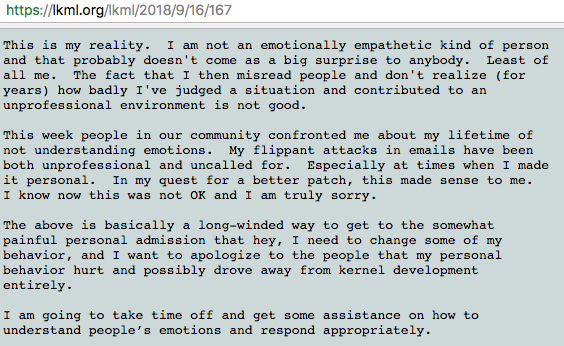 https://lkml.org/lkml/2018/9/16/167
This is my reality.  I am not an emotionally empathetic kind of person
and that probably doesn't come as a big surprise to anybody.  Least of
all me.  The fact that I then misread people and don't realize (for
years) how badly I've judged a situation and contributed to an
unprofessional environment is not good.
This week people in our community confronted me about my lifetime of
not understanding emotions.  My flippant attacks in emails have been
both unprofessional and uncalled for.  Especially at times when I made
it personal.  In my quest for a better patch, this made sense to me.
I know now this was not OK and I am truly sorry.
The above is basically a long-winded way to get to the somewhat
painful personal admission that hey, I need to change some of my
behavior, and I want to apologize to the people that my personal
behavior hurt and possibly drove away from kernel development
entirely.
I am going to take time off and get some assistance on how to
understand people’s emotions and respond appropriately.